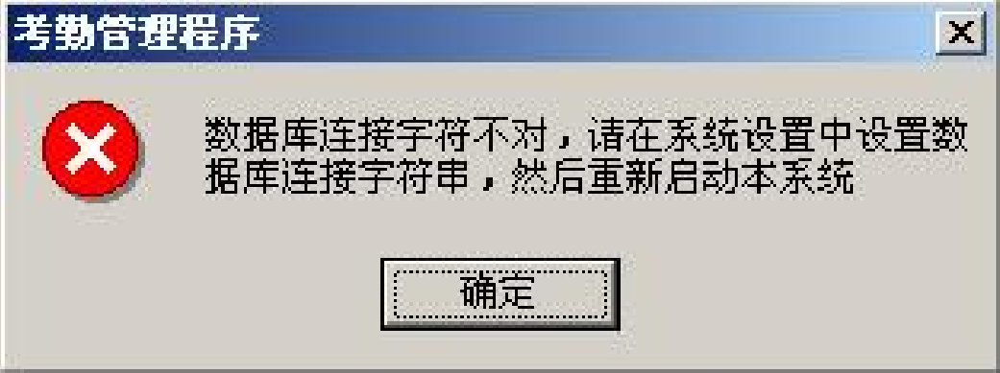 考勤管理程序
数据库连接字符不对，请在系统设置中设置数
据库连接字符串，然后重新启动本系统
确定